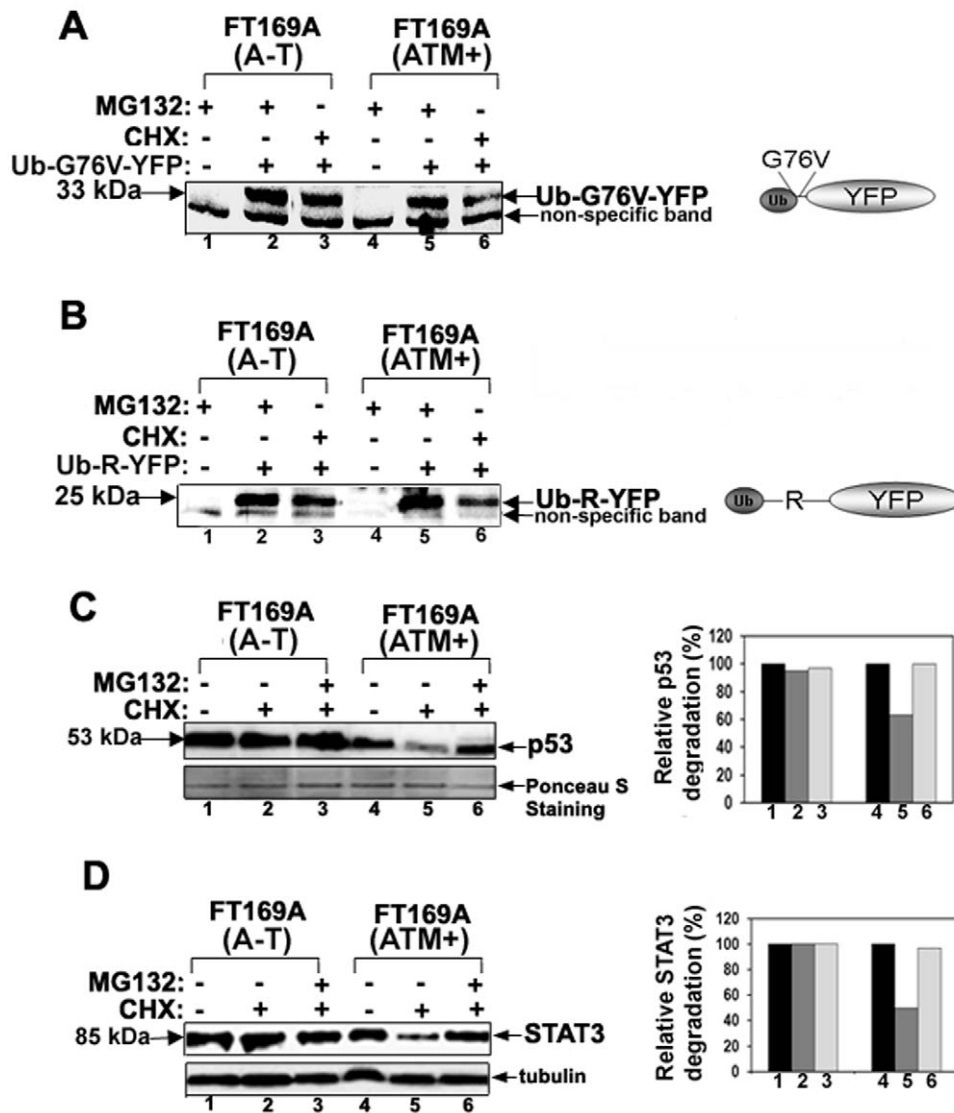 A
FT169A FT169A
(A-T) (ATM+)
MG132: + + - + + -
CHX: - - + - - +
Ub-G76V-YFP: - + + - + +
33 kDa Ub-G76V-YFP
non-specific band
1 2 3 4 5 6
G76V
Ub YFP
B
FT169A FT169A
(A-T) (ATM+)
MG132: + + - + + -
CHX: - - + - - +
Ub-R-YFP: - + + - + +
25 kDa Ub-R-YFP
non-specific band
1 2 3 4 5 6
Ub R YFP
C
FT169A FT169A
(A-T) (ATM+)
MG132: - - + - - +
CHX: - + + - + +
53 kDa p53
Ponceau S
Staining
1 2 3 4 5 6
Relative p53
degradation (%)
120
100
80
60
40
20
0
1 2 3 4 5 6
D
FT169A FT169A
(A-T) (ATM+)
MG132: - - + - - +
CHX: - + + - + +
85 kDa STAT3
tubulin
1 2 3 4 5 6
Relative STAT3
degradation (%)
120
100
80
60
40
20
0
1 2 3 4 5 6